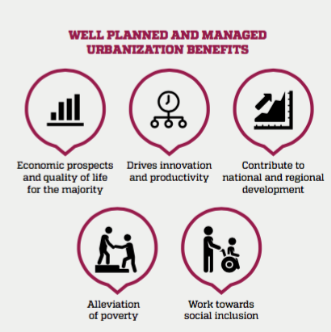 WELL PLANNED AND MANAGED
URBANIZATION BENEFITS
Economic prospects
and quality of life
for the majority
Drives innovation
and productivity
Contribute to
national and regional
development
Alleviation
of poverty
Work towards
social inclusion